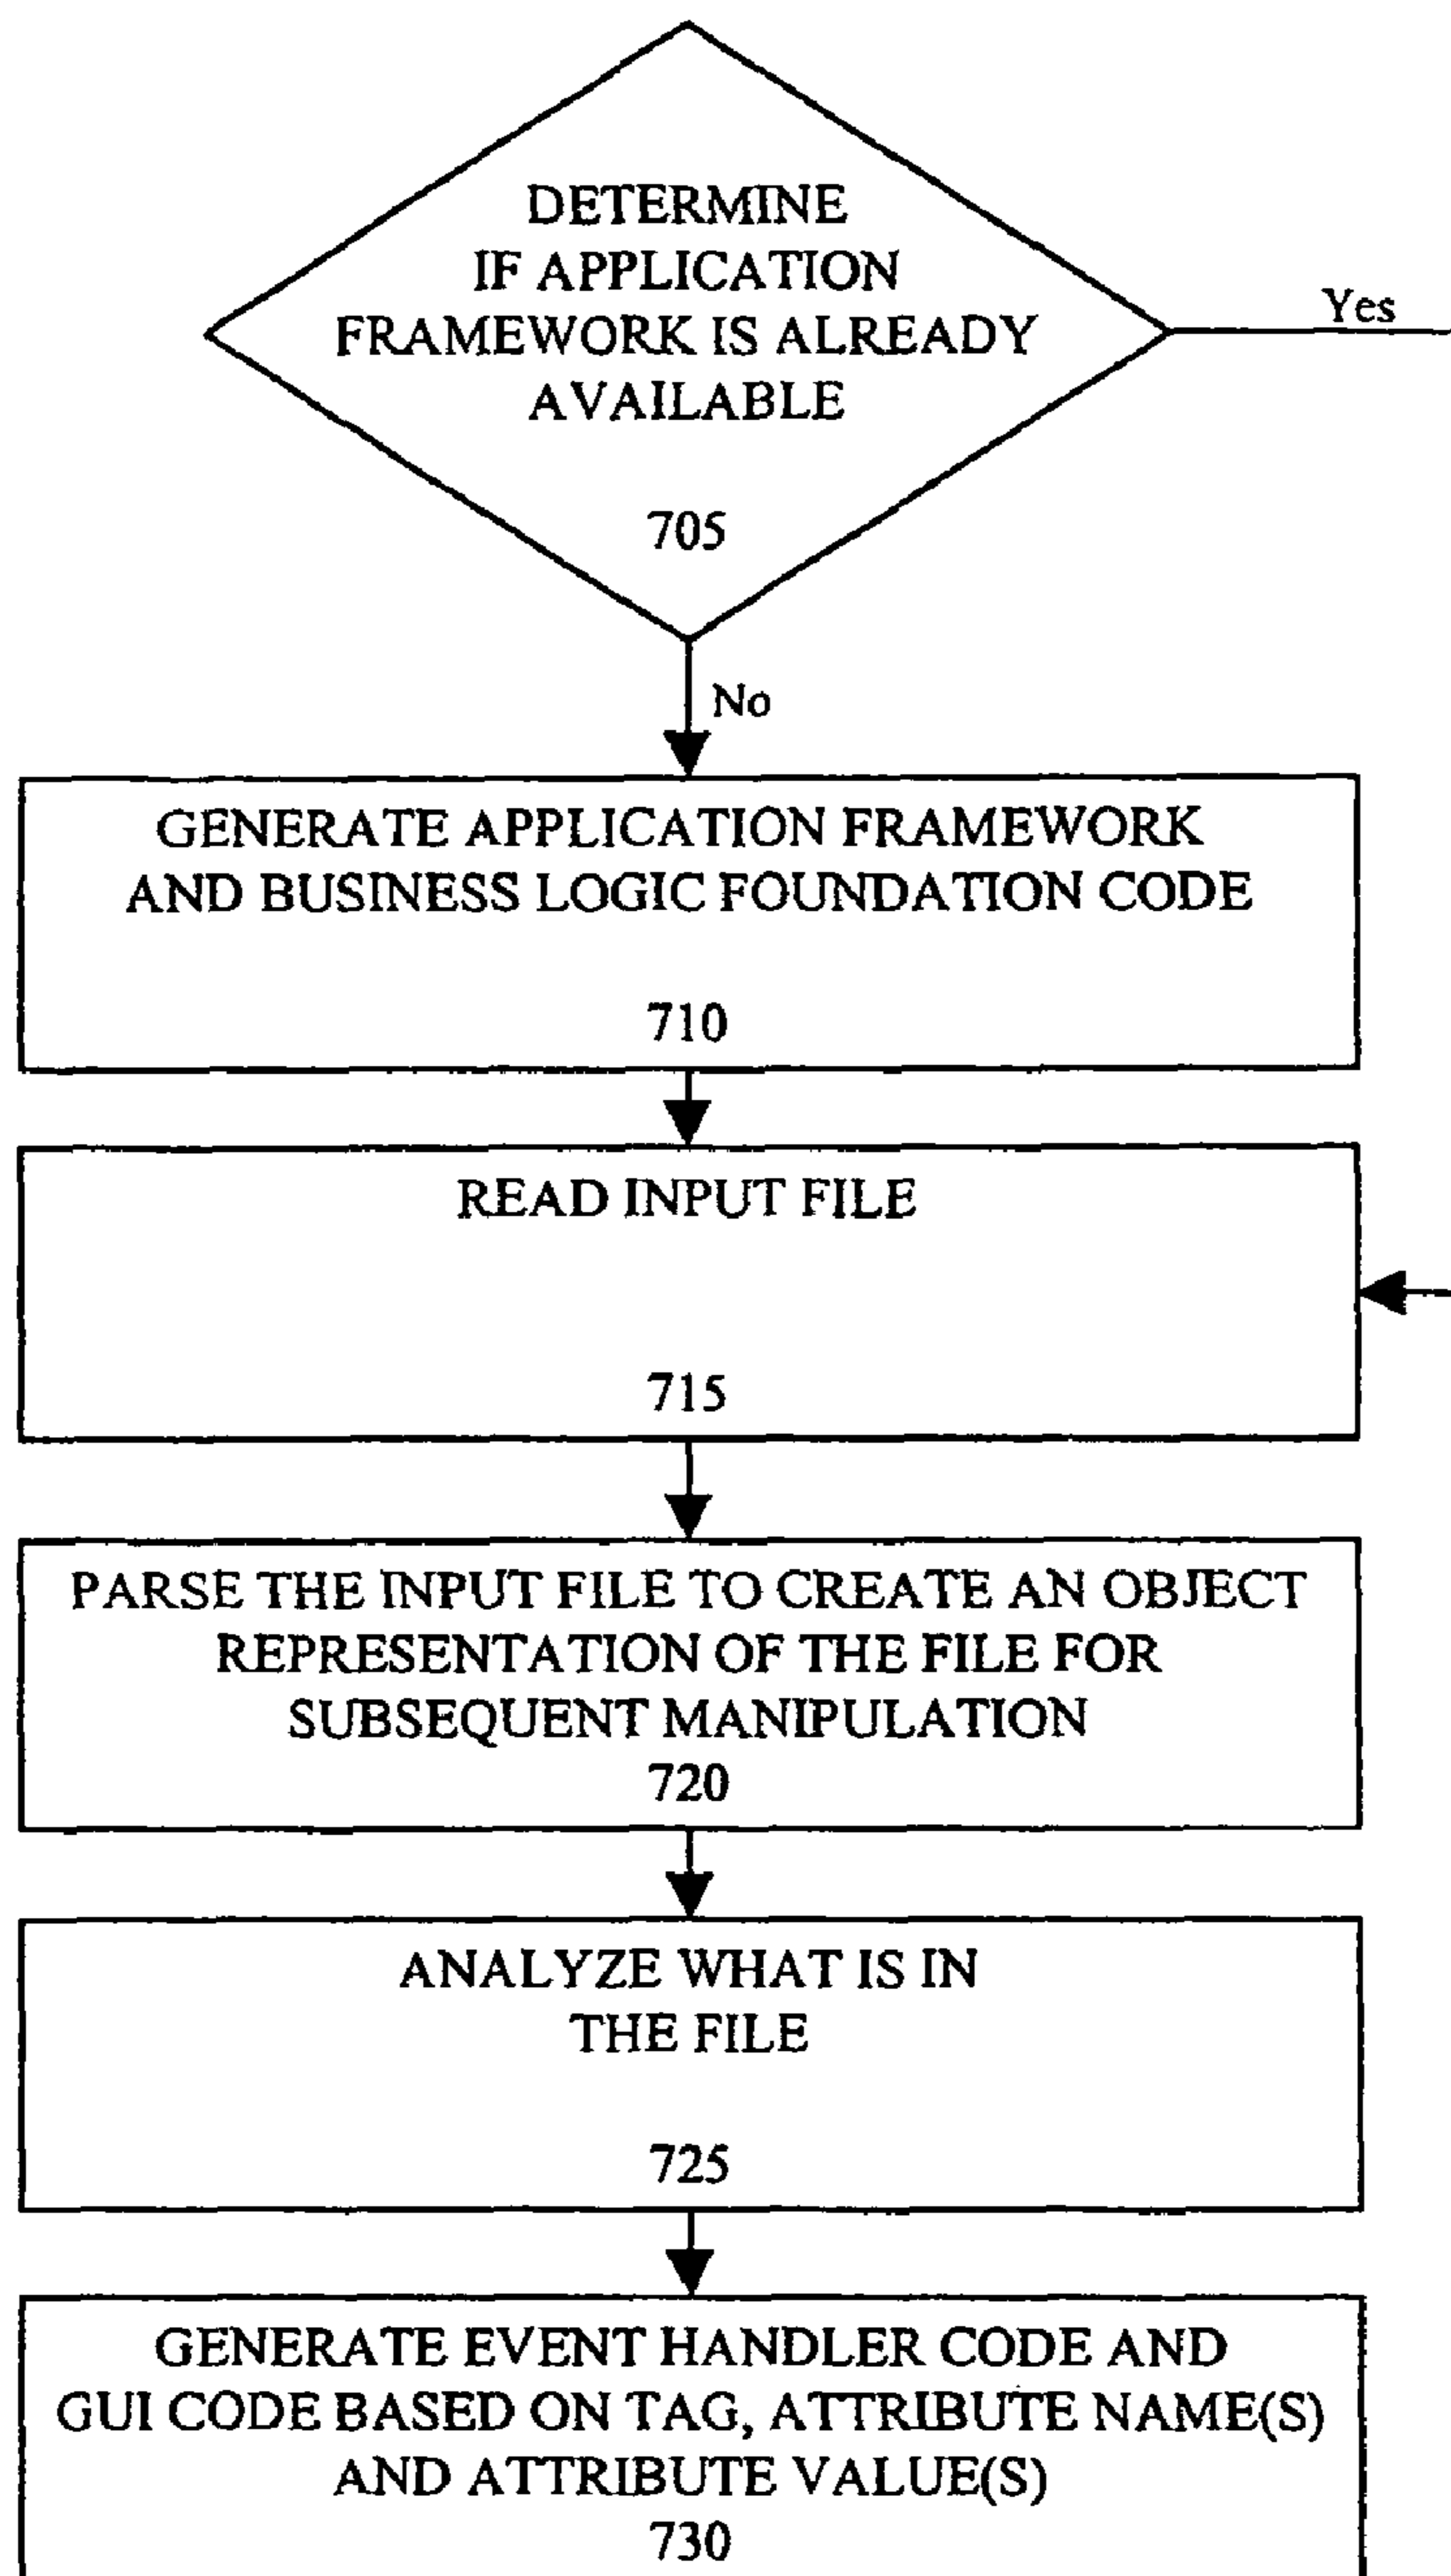 DETERMINE
IF APPLICATION
FRAMEWORK IS ALREADY
AVAILABLE
705
Yes
No
GENERATE APPLICATION FRAMEWORK
AND BUSINESS LOGIC FOUNDATION CODE
710
READ INPUT FILE
715
PARSE THE INPUT FILE TO CREATE AN OBJECT
REPRESENTATION OF THE FILE FOR
SUBSEQUENT MANIPULATION
720
ANALYZE WHAT IS IN
THE FILE
725
GENERATE EVENT HANDLER CODE AND
GUI CODE BASED ON TAG, ATTRIBUTE NAME(S)
AND ATTRIBUTE VALUE(S)
730